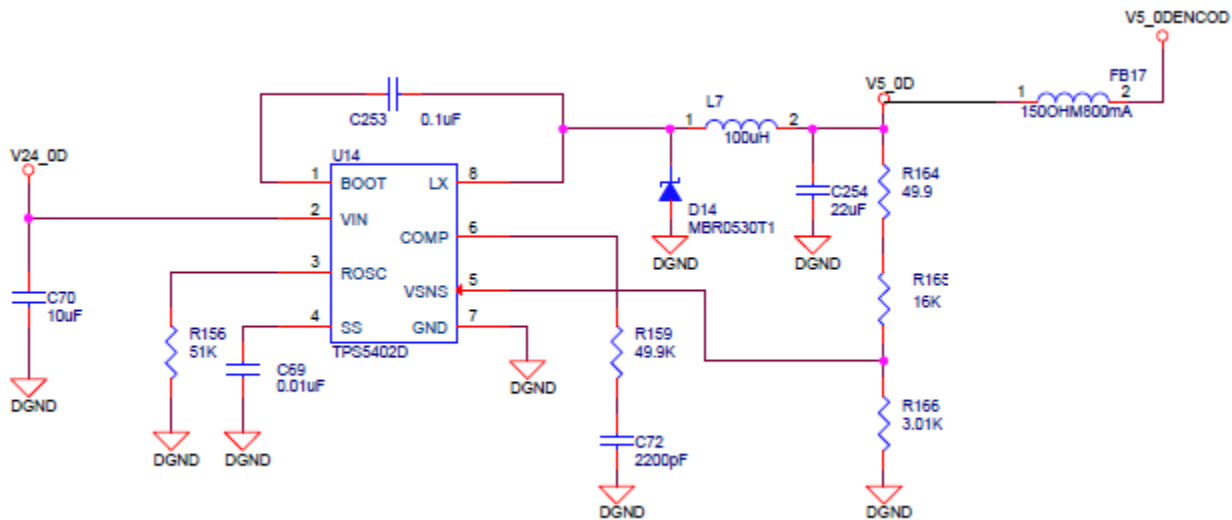 V5_0DENCOD
FB17
1
2
150OHM800mA
V5_0D
L7
1
2
100uH
C253
0.1uF
V24_0D
U14
1
BOOT
LX
8
2
VIN
COMP
6
3
ROSC
VSNS
5
4
SS
GND
7
TPS5402D
C70
10uF
DGND
R156
51K
DGND
C69
0.01uF
DGND
DGND
R159
49.9K
C72
2200pF
DGND
D14
MBR0530T1
DGND
C254
22uF
DGND
R164
49.9
R165
16K
R166
3.01K
DGND